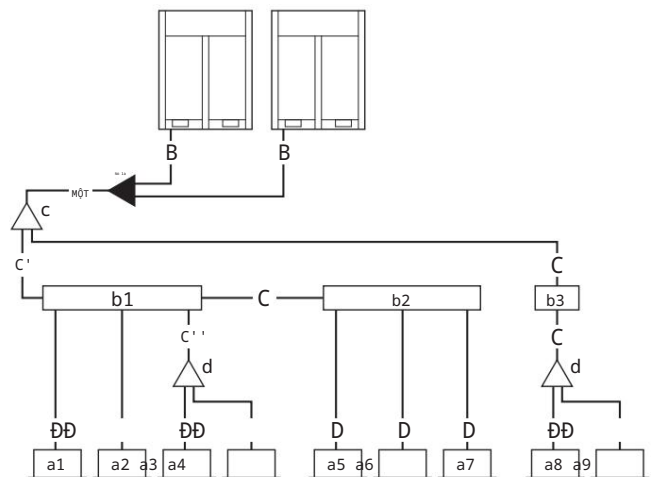 B B
MỘT
c
C' C
b1 C b2 b3
C'' C
d d
ĐĐ ĐĐ D D D ĐĐ
a1 a2 a3 a4 a5 a6 a7 a8 a9